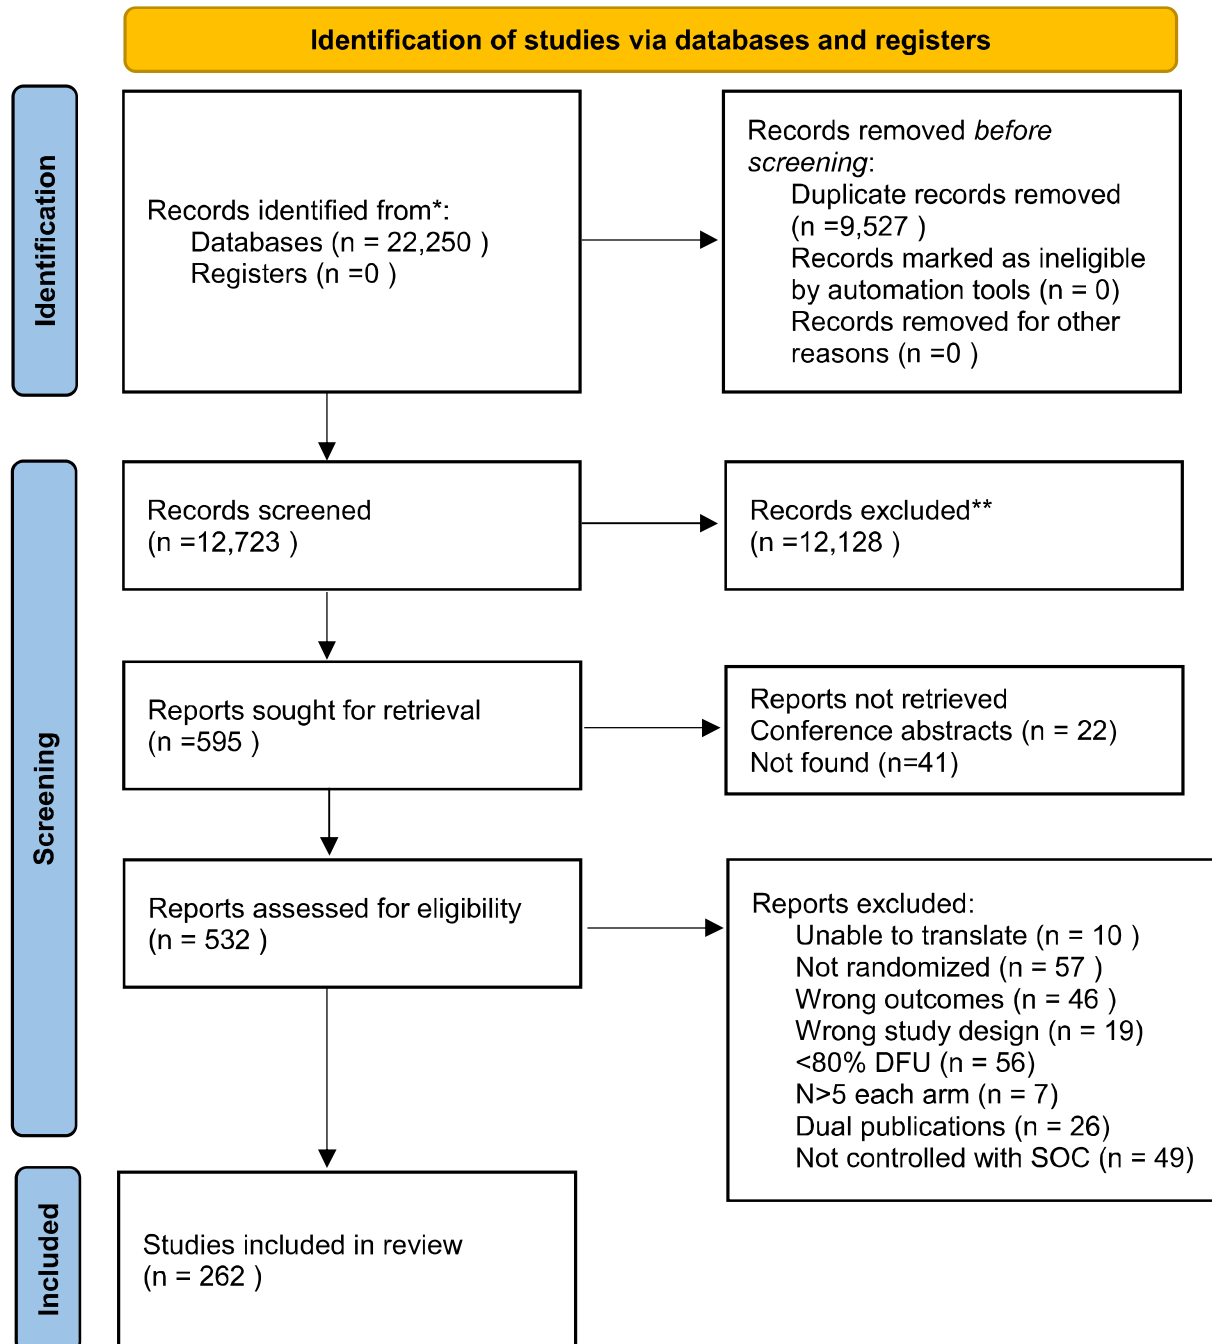 Identification of studies via databases and registers
Identification
Records identified from*:
Databases (n = 22,250 )
Registers (n =0 )
Records removed before
screening:
Duplicate records removed
(n =9,527 )
Records marked as ineligible
by automation tools (n = 0)
Records removed for other
reasons (n =0 )
Screening
Records screened
(n =12,723 )
Records excluded**
(n =12,128 )
Reports sought for retrieval
(n =595 )
Reports not retrieved
Conference abstracts (n = 22)
Not found (n=41)
Reports assessed for eligibility
(n = 532 )
Reports excluded:
Unable to translate (n = 10 )
Not randomized (n = 57 )
Wrong outcomes (n = 46 )
Wrong study design (n = 19)
<80% DFU (n = 56)
N>5 each arm (n = 7)
Dual publications (n = 26)
Not controlled with SOC (n = 49)
Included
Studies included in review
(n = 262 )